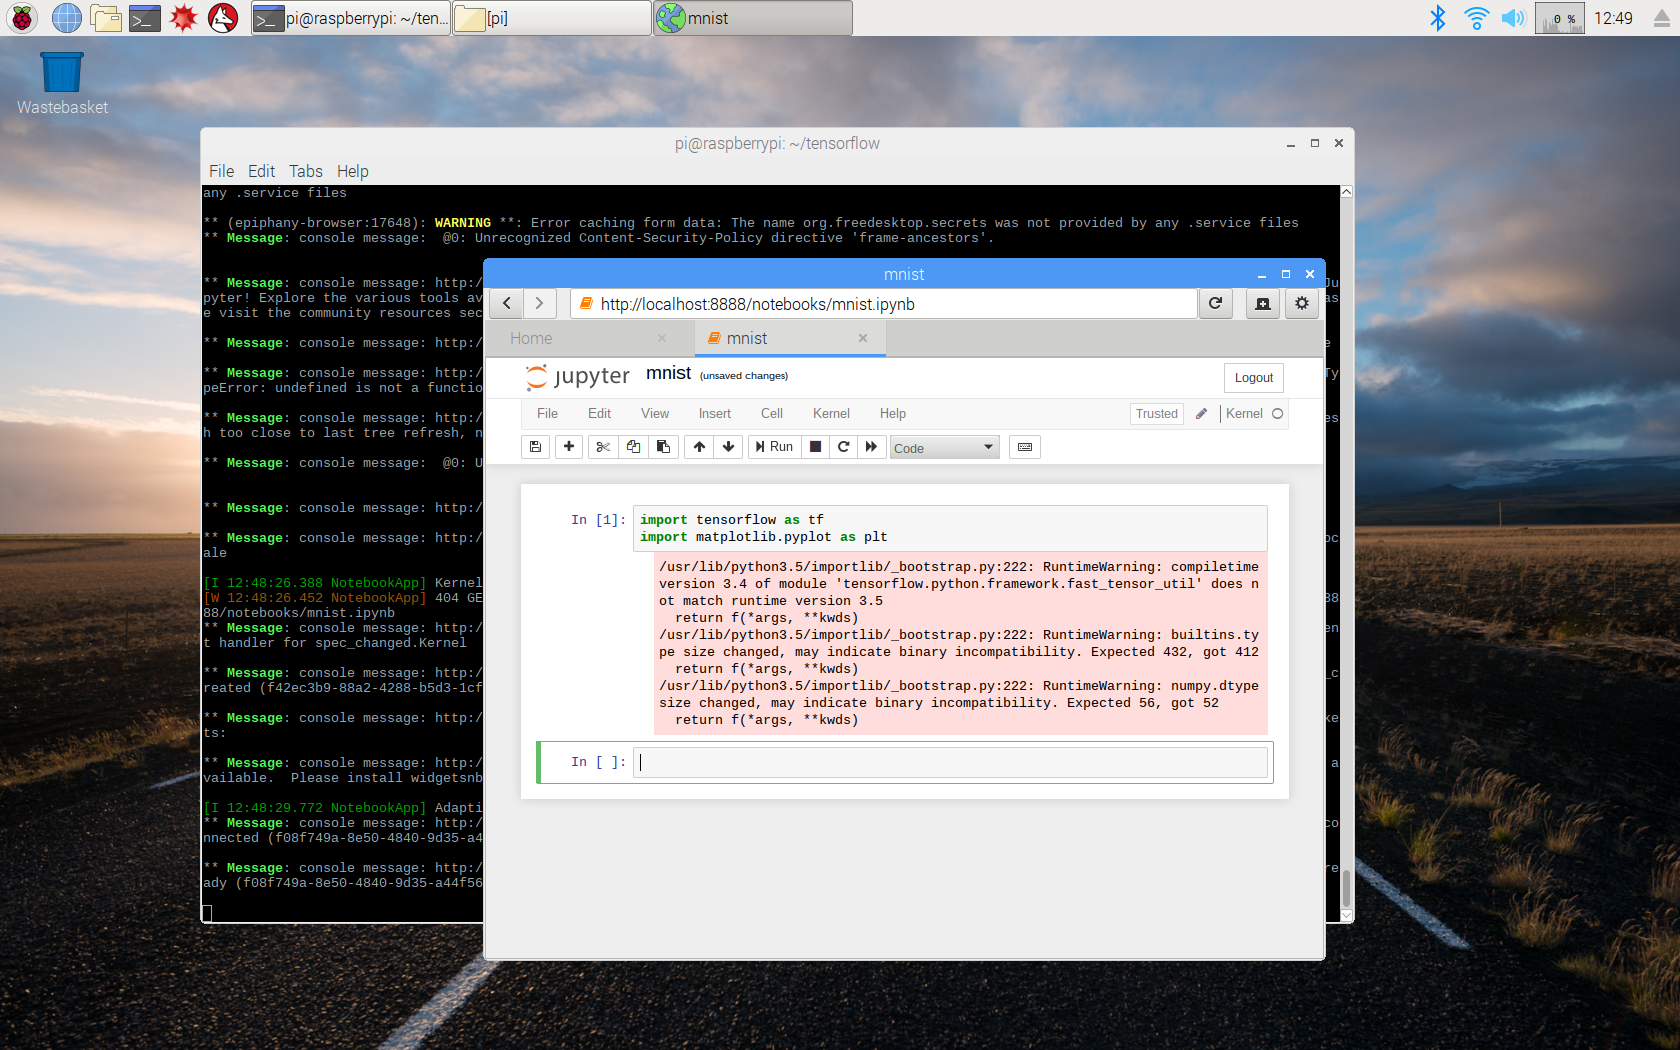 pi@raspberrypi: ~/ten...
[pi]
mnist
0 %
12:49
Wastebasket
pi@raspberrypi: ~/tensorflow
File Edit Tabs Help
any .service files
** (epiphany-browser:17648): WARNING **: Error caching form data: The name org.freedesktop.secrets was not provided by any .service files
** Message: console message:  @0: Unrecognized Content-Security-Policy directive 'frame-ancestors'.
** Message: console message: http:/
Ju
pyter! Explore the various tools av
as
e visit the community resources sec
** Message: console message: http:/
e
** Message: console message: http:/
Ty
peError: undefined is not a functio
** Message: console message: http:/
es
h too close to last tree refresh, n
** Message: console message:  @0: U
** Message: console message: http:/
** Message: console message: http:/
oc
ale
[I 12:48:26.388 NotebookApp] Kernel
[W 12:48:26.452 NotebookApp] 404 GE
38
88/notebooks/mnist.ipynb
** Message: console message: http:/
en
t handler for spec_changed.Kernel
** Message: console message: http:/
_c
reated (f42ec3b9-88a2-4288-b5d3-1cf
** Message: console message: http:/
ke
ts:
** Message: console message: http:/
a
vailable.  Please install widgetsnb
[I 12:48:29.772 NotebookApp] Adapti
** Message: console message: http:/
co
nnected (f08f749a-8e50-4840-9d35-a4
** Message: console message: http:/
re
ady (f08f749a-8e50-4840-9d35-a44f56
mnist
http://localhost:8888/notebooks/mnist.ipynb
Home
mnist
jupyter mnist (unsaved changes)
Logout
File Edit View Insert Cell Kernel Help
Trusted
Kernel
Run
Code
In [1]: import tensorflow as tf
import matplotlib.pyplot as plt
/usr/lib/python3.5/importlib/_bootstrap.py:222: RuntimeWarning: compiletime
version 3.4 of module 'tensorflow.python.framework.fast_tensor_util' does n
ot match runtime version 3.5
return f(*args, **kwds)
/usr/lib/python3.5/importlib/_bootstrap.py:222: RuntimeWarning: builtins.ty
pe size changed, may indicate binary incompatibility. Expected 432, got 412
return f(*args, **kwds)
/usr/lib/python3.5/importlib/_bootstrap.py:222: RuntimeWarning: numpy.dtype
size changed, may indicate binary incompatibility. Expected 56, got 52
return f(*args, **kwds)
In [ ]: